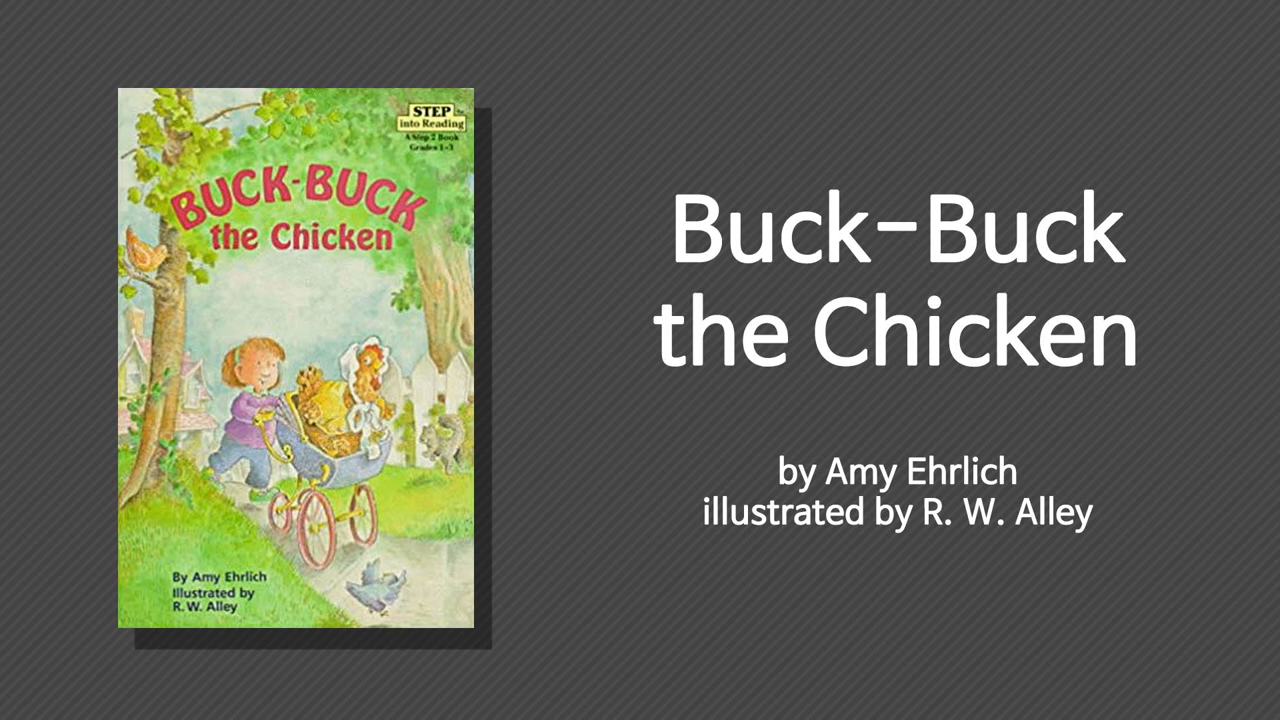 STEP
into Reading
A Step 2 Book
Grades 1-3
BUCK-BUCK
the Chicken
By Amy Ehrlich
Illustrated by
R. W. Alley
Buck-Buck
the Chicken
by Amy Ehrlich
illustrated by R. W. Alley